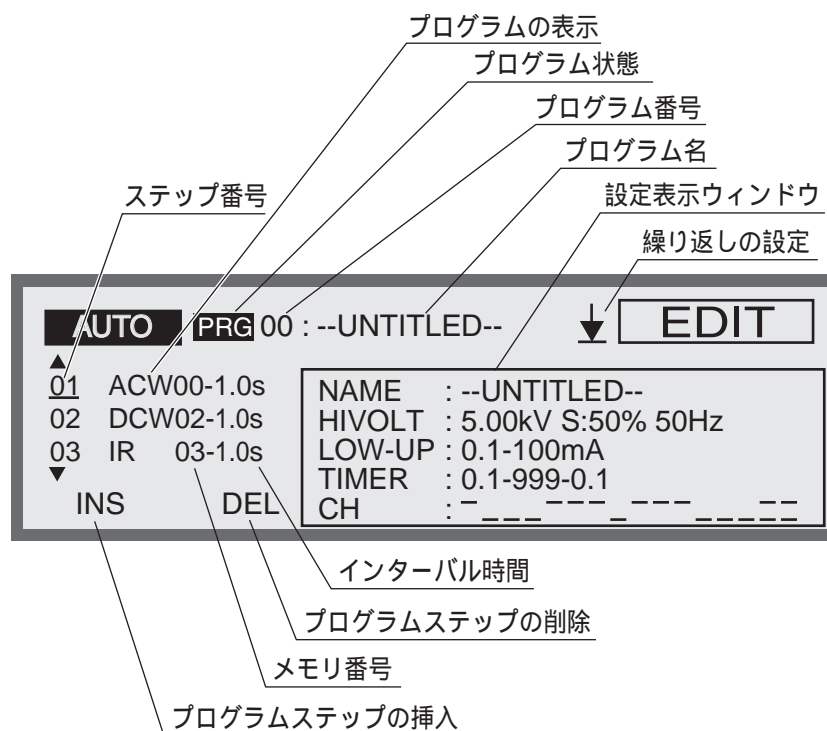 プログラムの表示
プログラム状態
プログラム番号
プログラム名
ステップ番号
設定表示ウィンドウ
繰り返しの設定
AUTO PRG 00 : --UNTITLED-- EDIT
01 ACW00-1.0s
02 DCW02-1.0s
03 IR 03-1.0s
INS DEL
NAME : --UNTITLED--
HIVOLT : 5.00kV S:50% 50Hz
LOW-UP : 0.1-100mA
TIMER : 0.1-999-0.1
CH :
インターバル時間
プログラムステップの削除
メモリ番号
プログラムステップの挿入